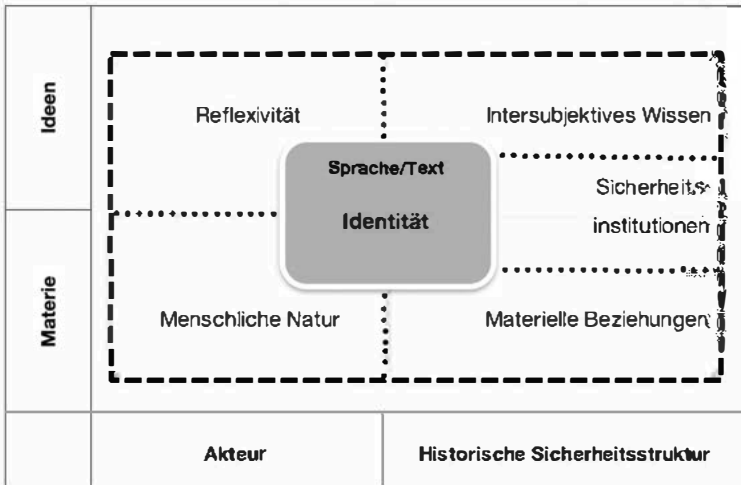 Ideen
Reflexivität
Intersubjektives Wissen
Sprache/Text
Identität
Sicherheits-
institutionen
Materie
Menschliche Natur
Materielle Beziehungen
Akteur
Historische Sicherheitsstruktur